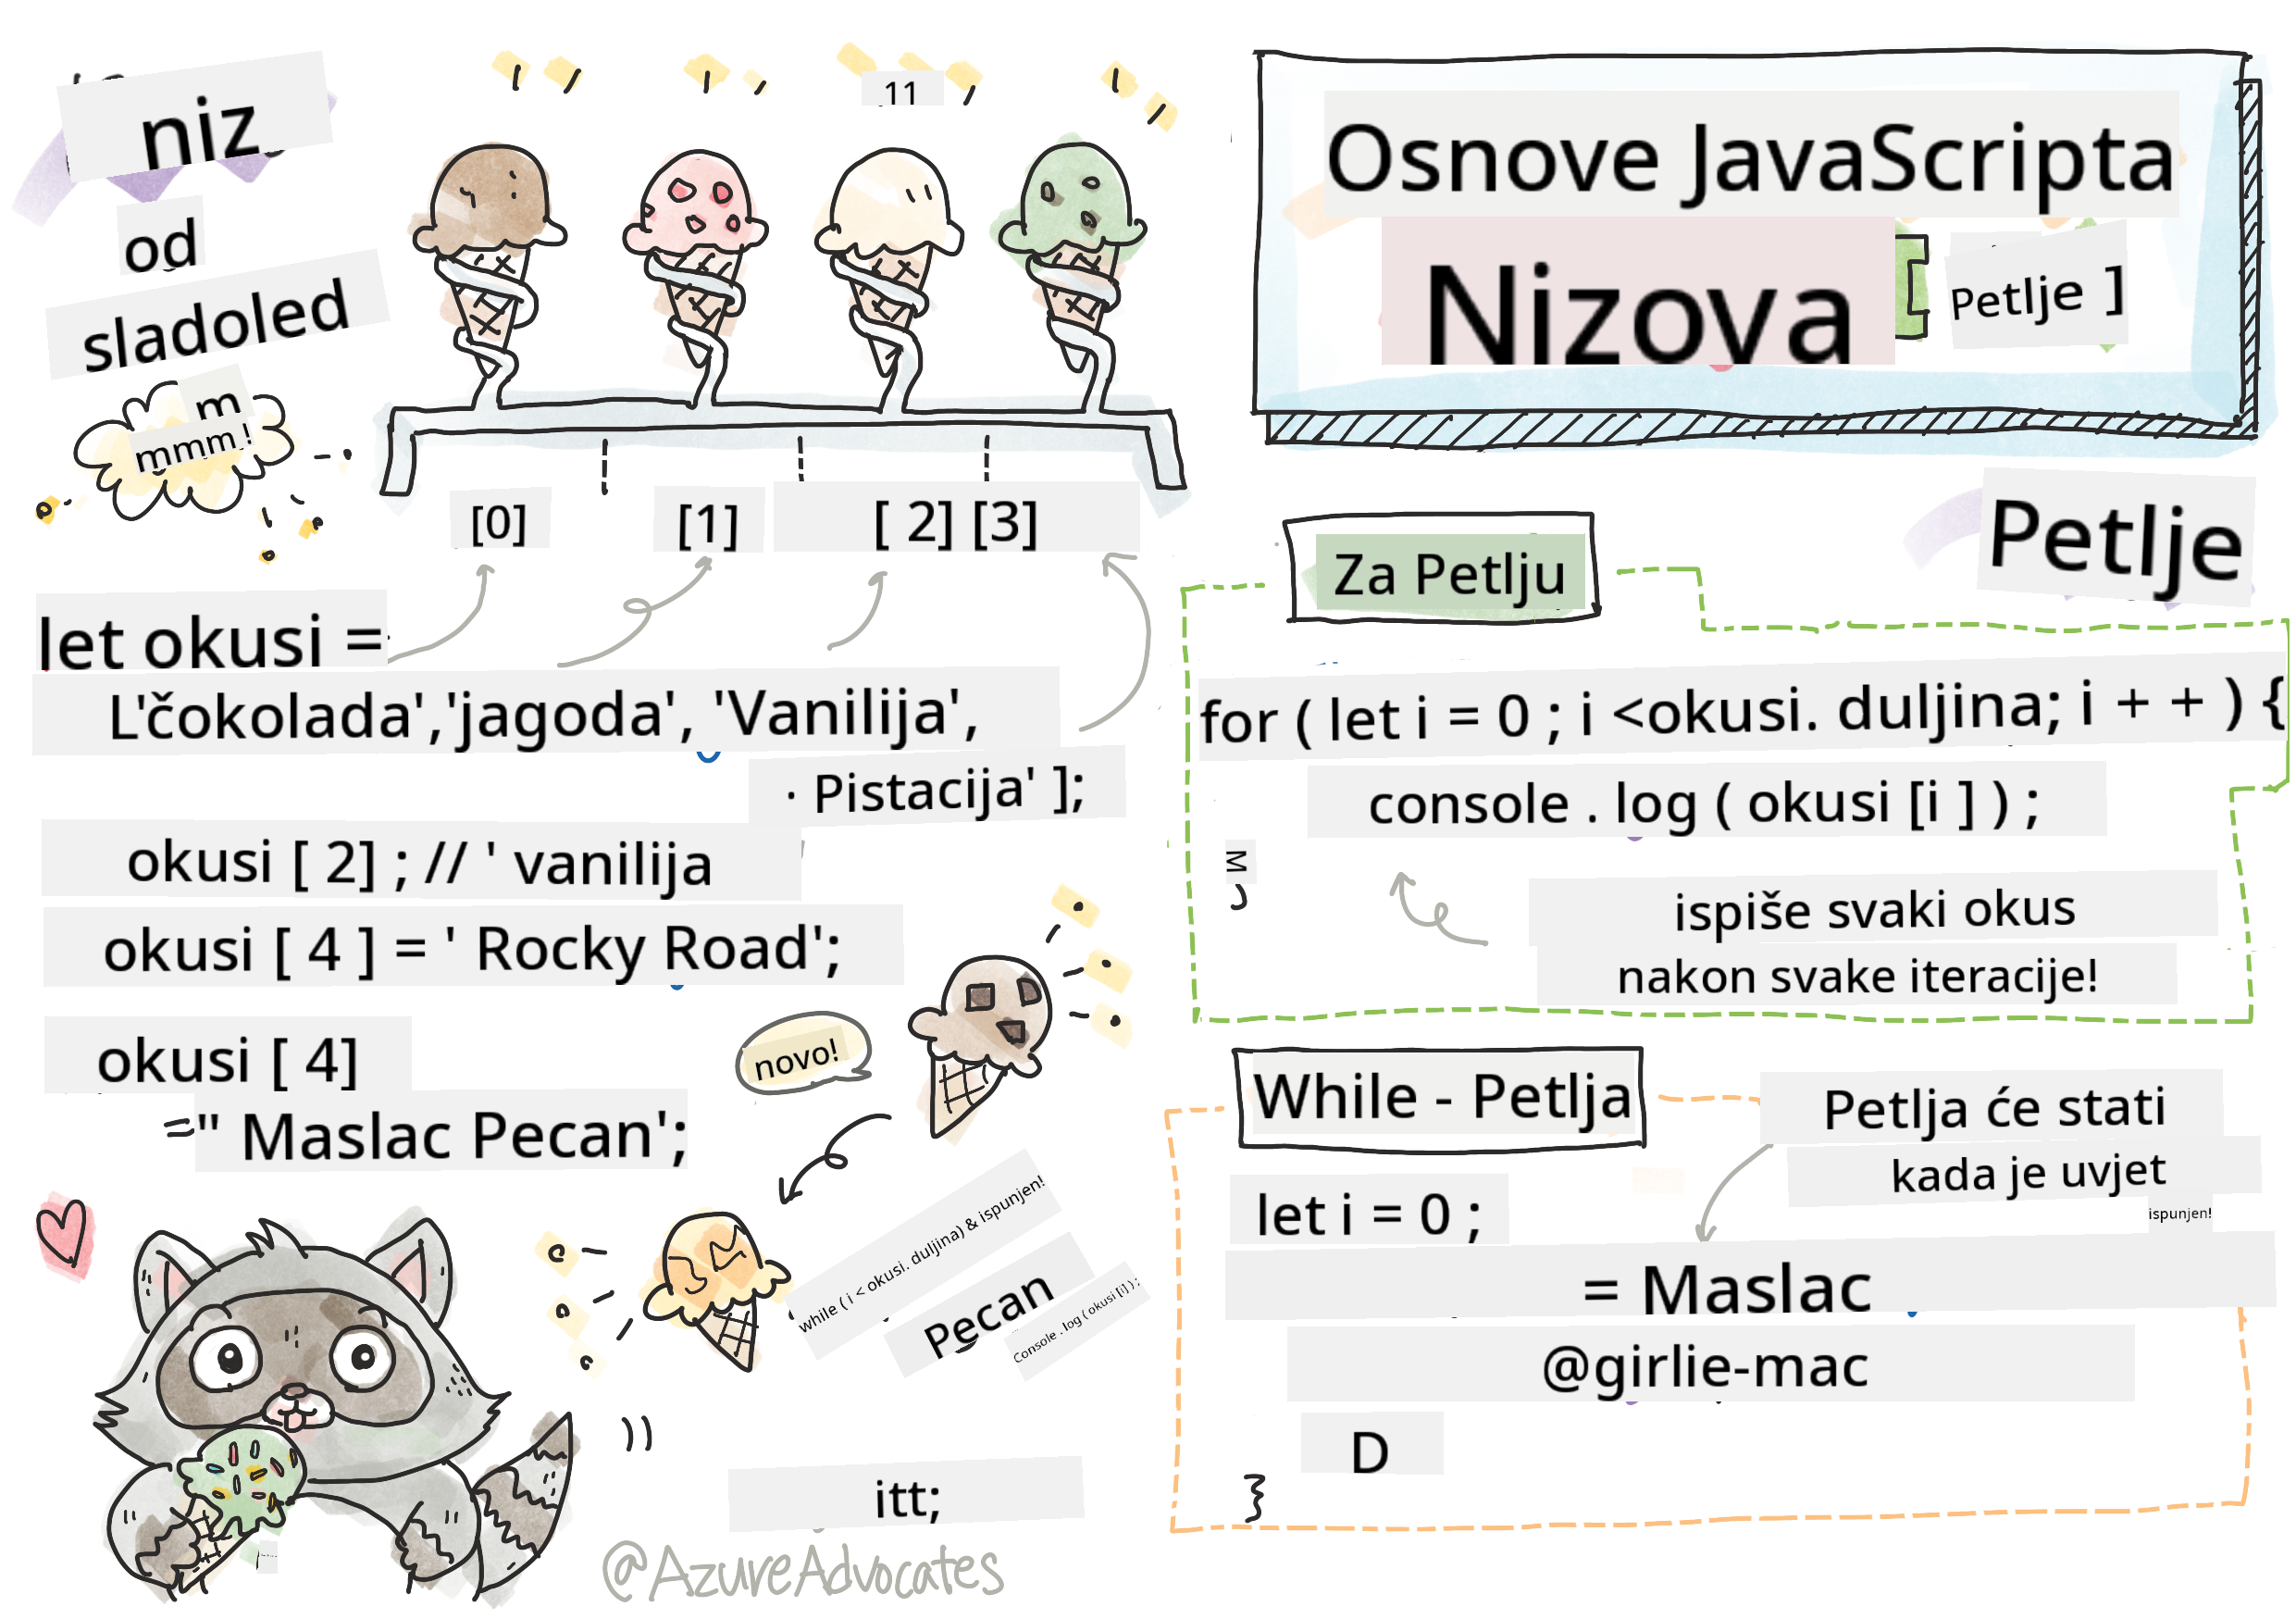 niz
od
sladoled
m
mmm!
11
[0]
[1]
[ 2] [3]
let okusi =
L'čokolada','jagoda', 'Vanilija',
· Pistacija' ];
okusi [ 2] ; // ' vanilija
okusi [ 4 ] = ' Rocky Road';
okusi [ 4]
=" Maslac Pecan';
novo!
while ( i < okusi. duljina) & ispunjen!
Pecan
Console . log ( okusi [i] ) ;
itt;
@AzureAdvocates
Osnove JavaScripta
Nizova
[ Petlje ]
Petlje
Za Petlju
for ( let i = 0 ; i <okusi. duljina; i + + ) {
console . log ( okusi [i ] ) ;
M
ispiše svaki okus
nakon svake iteracije!
While - Petlja
Petlja će stati
kada je uvjet
ispunjen!
let i = 0 ;
= Maslac
@girlie-mac
D
}